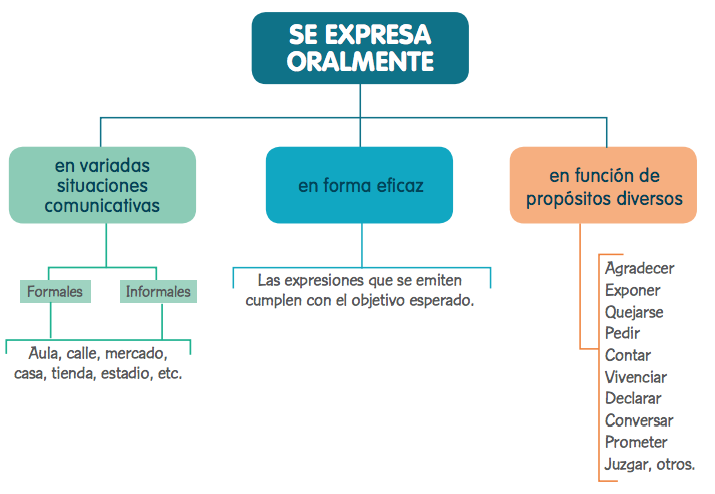 SE EXPRESA
ORALMENTE
en variadas
situaciones
comunicativas
Formales
Informales
Aula, calle, mercado,
casa, tienda, estadio, etc.
en forma eficaz
Las expresiones que se emiten
cumplen con el objetivo esperado.
en función de
propósitos diversos
Agradecer
Exponer
Quejarse
Pedir
Contar
Vivenciar
Declarar
Conversar
Prometer
Juzgar, otros.